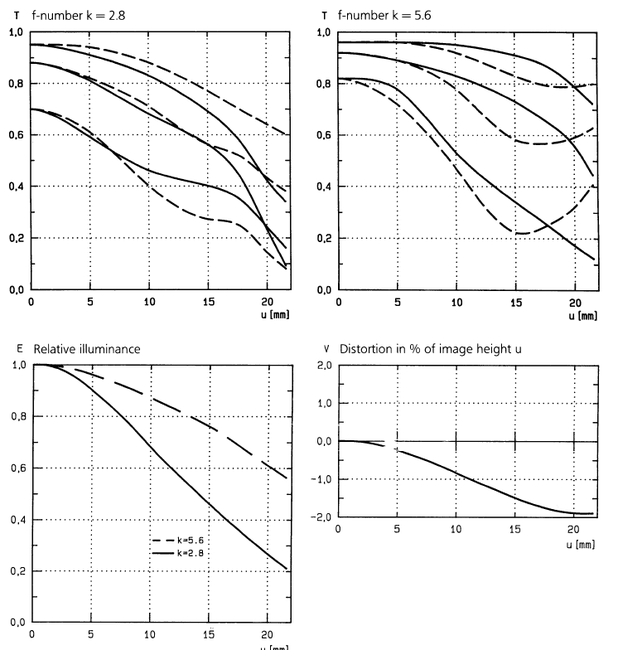 T f-number k = 2.8
1,0
0,8
0,6
0,4
0,2
0,0
0 5 10 15 20
u [mm]
T f-number k = 5.6
1,0
0,8
0,6
0,4
0,2
0,0
0 5 10 15 20
u [mm]
E Relative illuminance
1,0
0,8
0,6
0,4
0,2
0,0
k=5.6
k=2.8
0 5 10 15 20
u [mm]
V Distortion in % of image height u
2,0
1,0
0,0
-1,0
-2,0
0 5 10 15 20
u [mm]